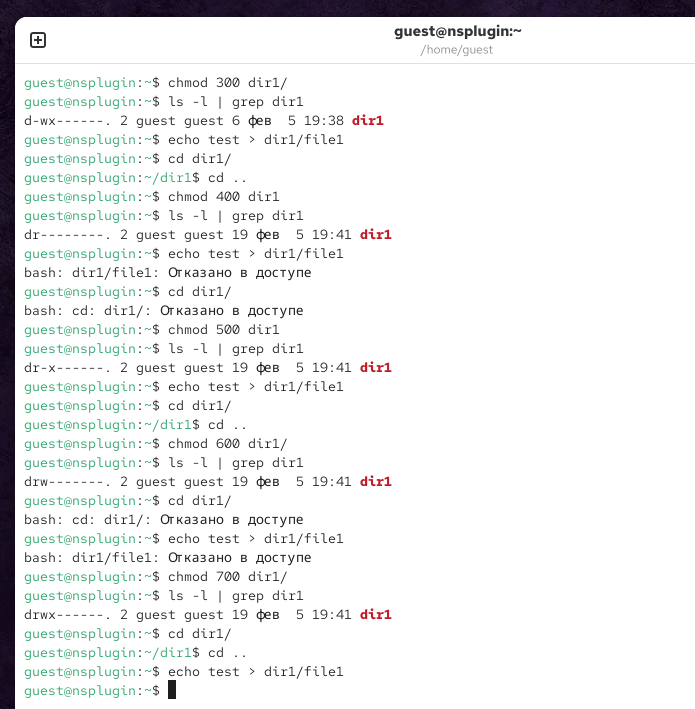 guest@nsplugin:~
/home/guest
guest@nsplugin:~$ chmod 300 dir1/
guest@nsplugin:~$ ls -l | grep dir1
d-wx------. 2 guest guest 6 фев  5 19:38 dir1
guest@nsplugin:~$ echo test > dir1/file1
guest@nsplugin:~$ cd dir1/
guest@nsplugin:~/dir1$ cd ..
guest@nsplugin:~$ chmod 400 dir1
guest@nsplugin:~$ ls -l | grep dir1
dr--------. 2 guest guest 19 фев  5 19:41 dir1
guest@nsplugin:~$ echo test > dir1/file1
bash: dir1/file1: Отказано в доступе
guest@nsplugin:~$ cd dir1/
bash: cd: dir1/: Отказано в доступе
guest@nsplugin:~$ chmod 500 dir1
guest@nsplugin:~$ ls -l | grep dir1
dr-x------. 2 guest guest 19 фев  5 19:41 dir1
guest@nsplugin:~$ echo test > dir1/file1
guest@nsplugin:~$ cd dir1/
guest@nsplugin:~/dir1$ cd ..
guest@nsplugin:~$ chmod 600 dir1/
guest@nsplugin:~$ ls -l | grep dir1
drw-------. 2 guest guest 19 фев  5 19:41 dir1
guest@nsplugin:~$ cd dir1/
bash: cd: dir1/: Отказано в доступе
guest@nsplugin:~$ echo test > dir1/file1
bash: dir1/file1: Отказано в доступе
guest@nsplugin:~$ chmod 700 dir1/
guest@nsplugin:~$ ls -l | grep dir1
drwx------. 2 guest guest 19 фев  5 19:41 dir1
guest@nsplugin:~$ cd dir1/
guest@nsplugin:~/dir1$ cd ..
guest@nsplugin:~$ echo test > dir1/file1
guest@nsplugin:~$